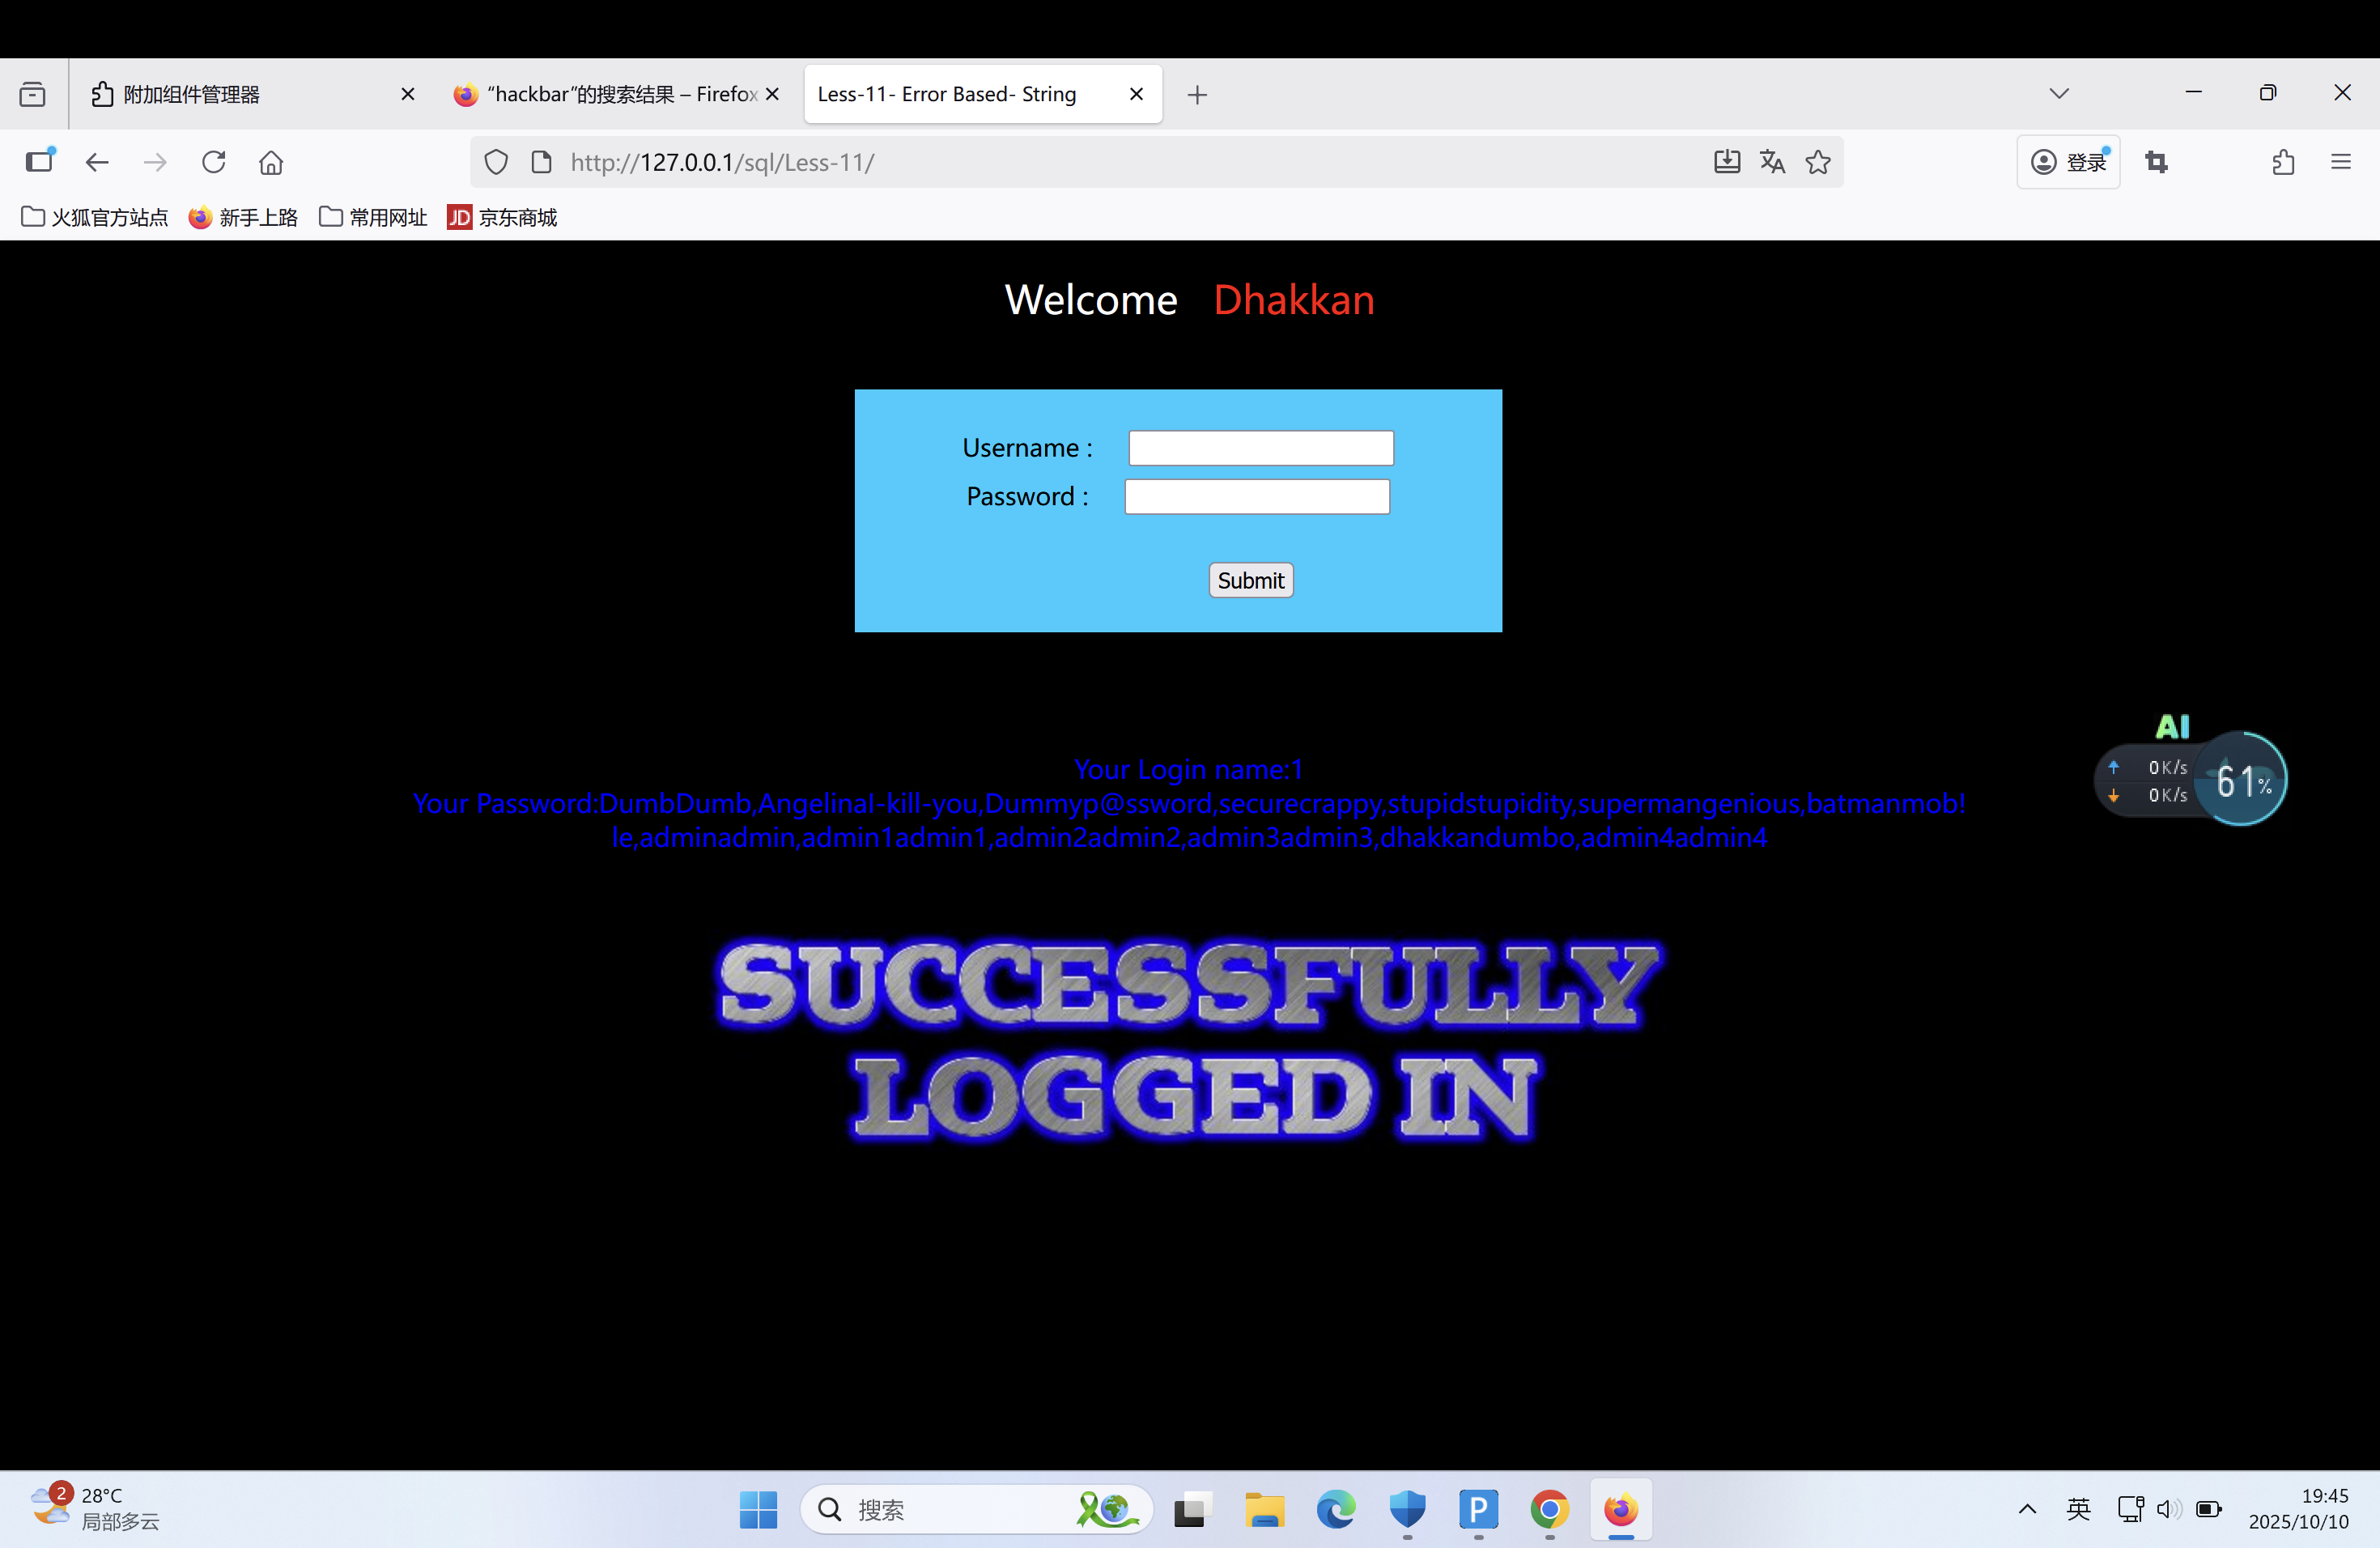 附加组件管理器
“hackbar”的搜索结果 – Firefox
Less-11- Error Based- String
http://127.0.0.1/sql/Less-11/
登录
火狐官方站点
新手上路
常用网址
JD 京东商城
Welcome Dhakkan
Username :
Password :
Submit
Your Login name:1
Your Password:DumbDumb,AngelinaI-kill-you,Dummyp@ssword,securecrappy,stupidstupidity,supermangenious,batmanmob!
le,adminadmin,admin1admin1,admin2admin2,admin3admin3,dhakkandumbo,admin4admin4
AI
0K/s
0K/s
61%
SUCCESSFULLY
LOGGED IN
2
28°C
局部多云
搜索
P
英
19:45
2025/10/10